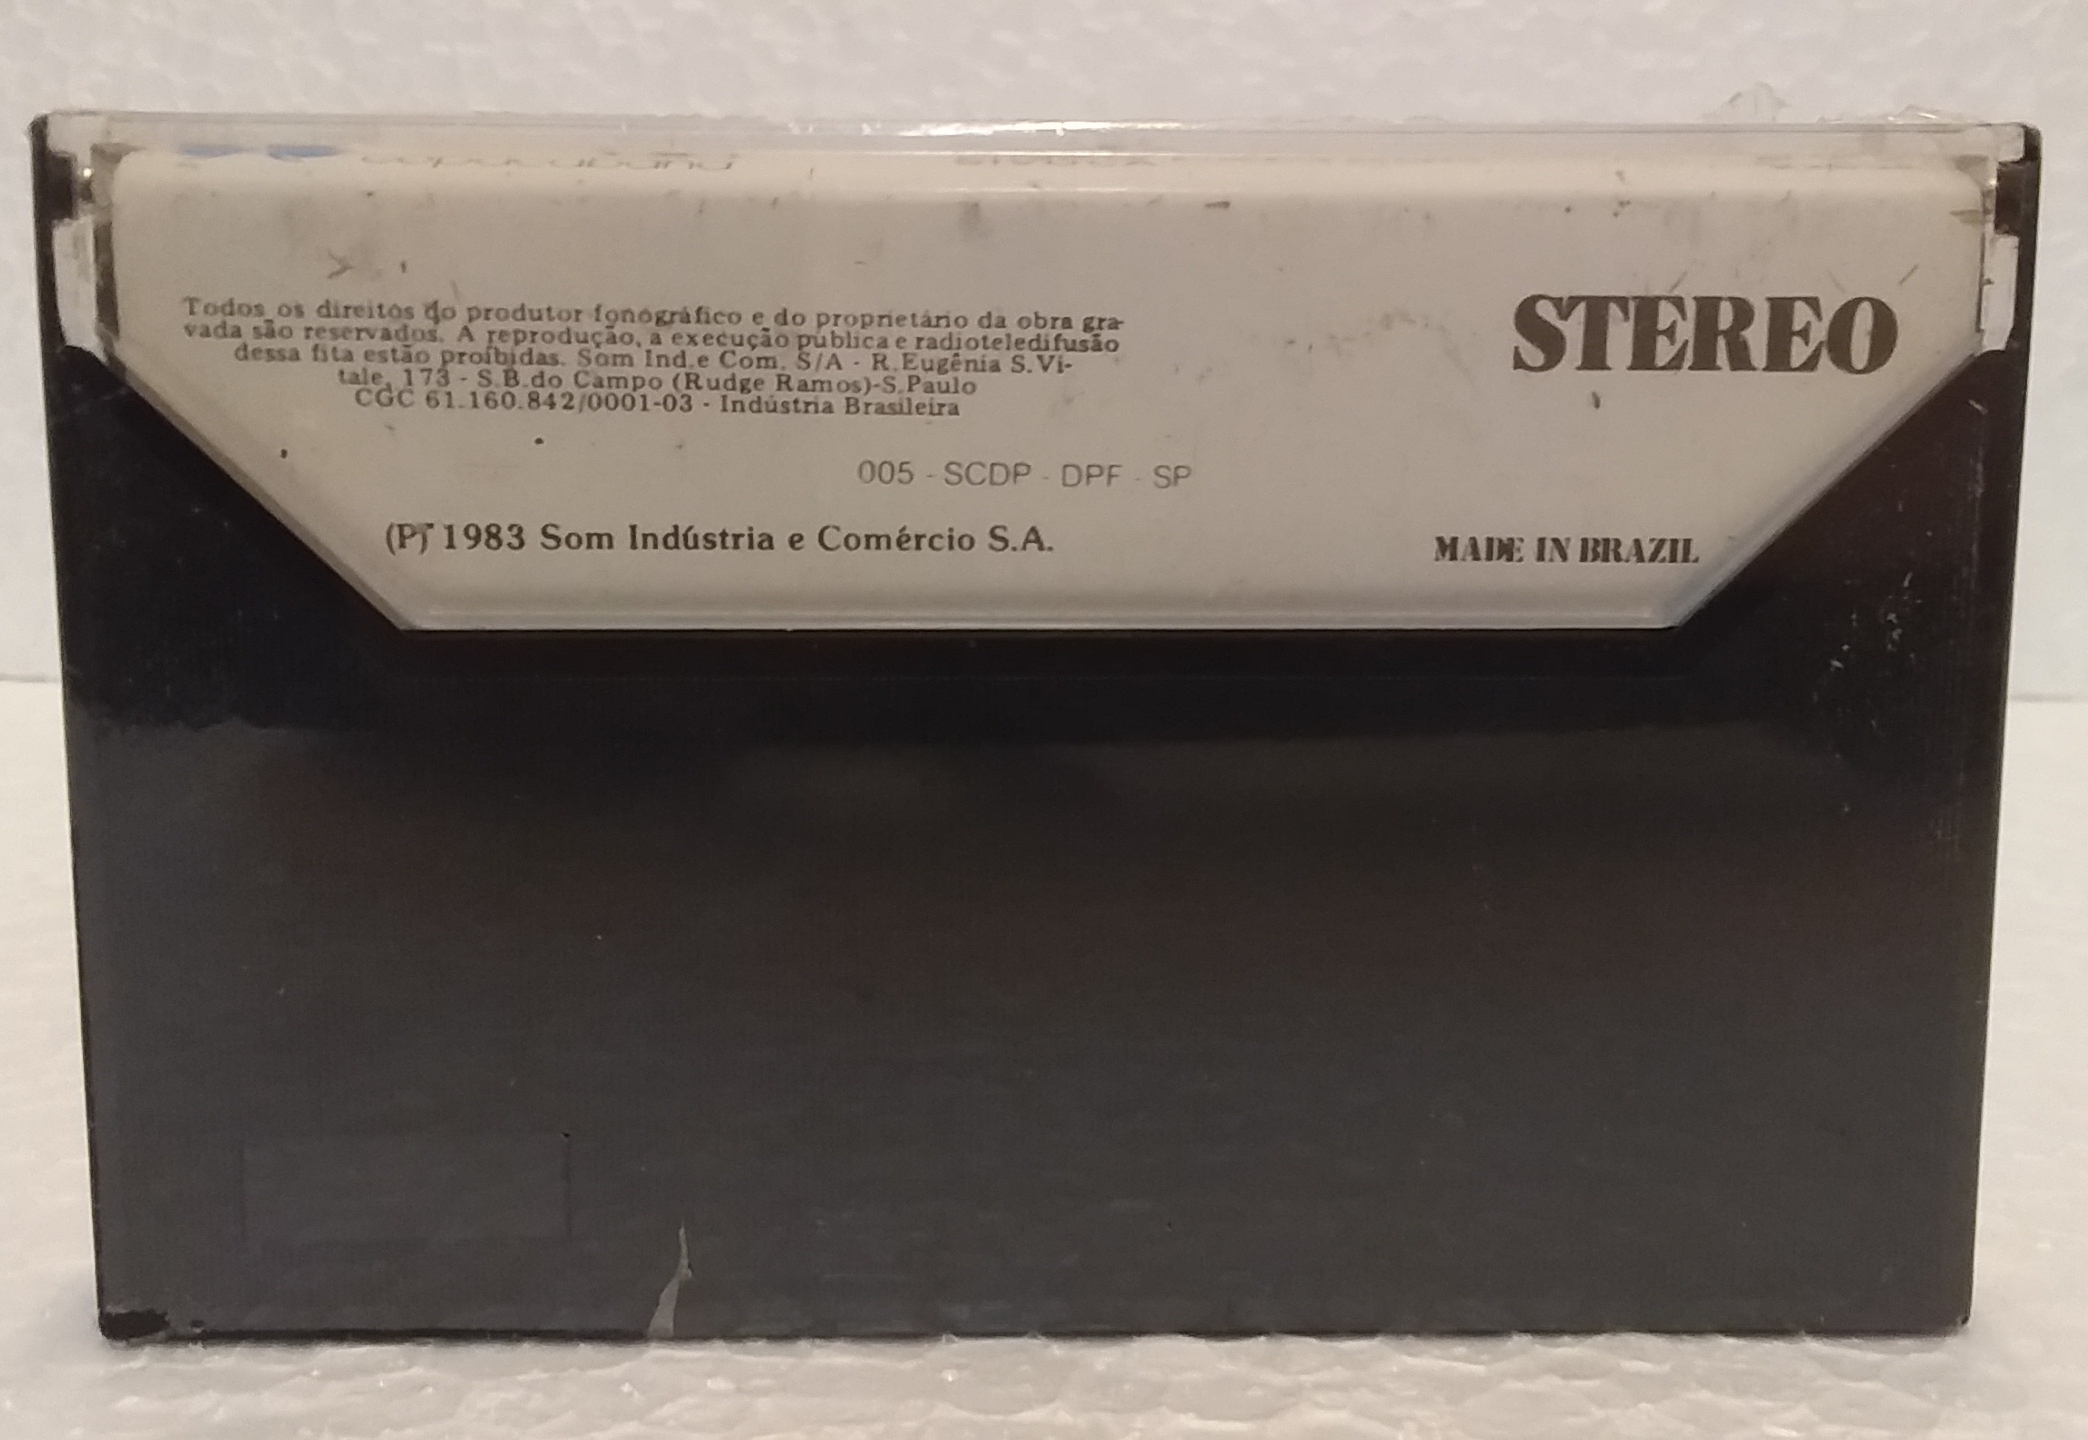 Todos os direitos do produtor fonográfico e do proprietário da obra gra-
vada são reservados. A reprodução, a execução pública e radioteledifusão
dessa fita estão proibidas. Som Ind.e Com. S/A - R.Eugênia S.Vi-
tale, 173 - S.B.do Campo (Rudge Ramos)-S.Paulo
CGC 61.160.842/0001-03 - Indústria Brasileira
STEREO
005 - SCDP - DPF - SP
(P) 1983 Som Indústria e Comércio S.A.
MADE IN BRAZIL